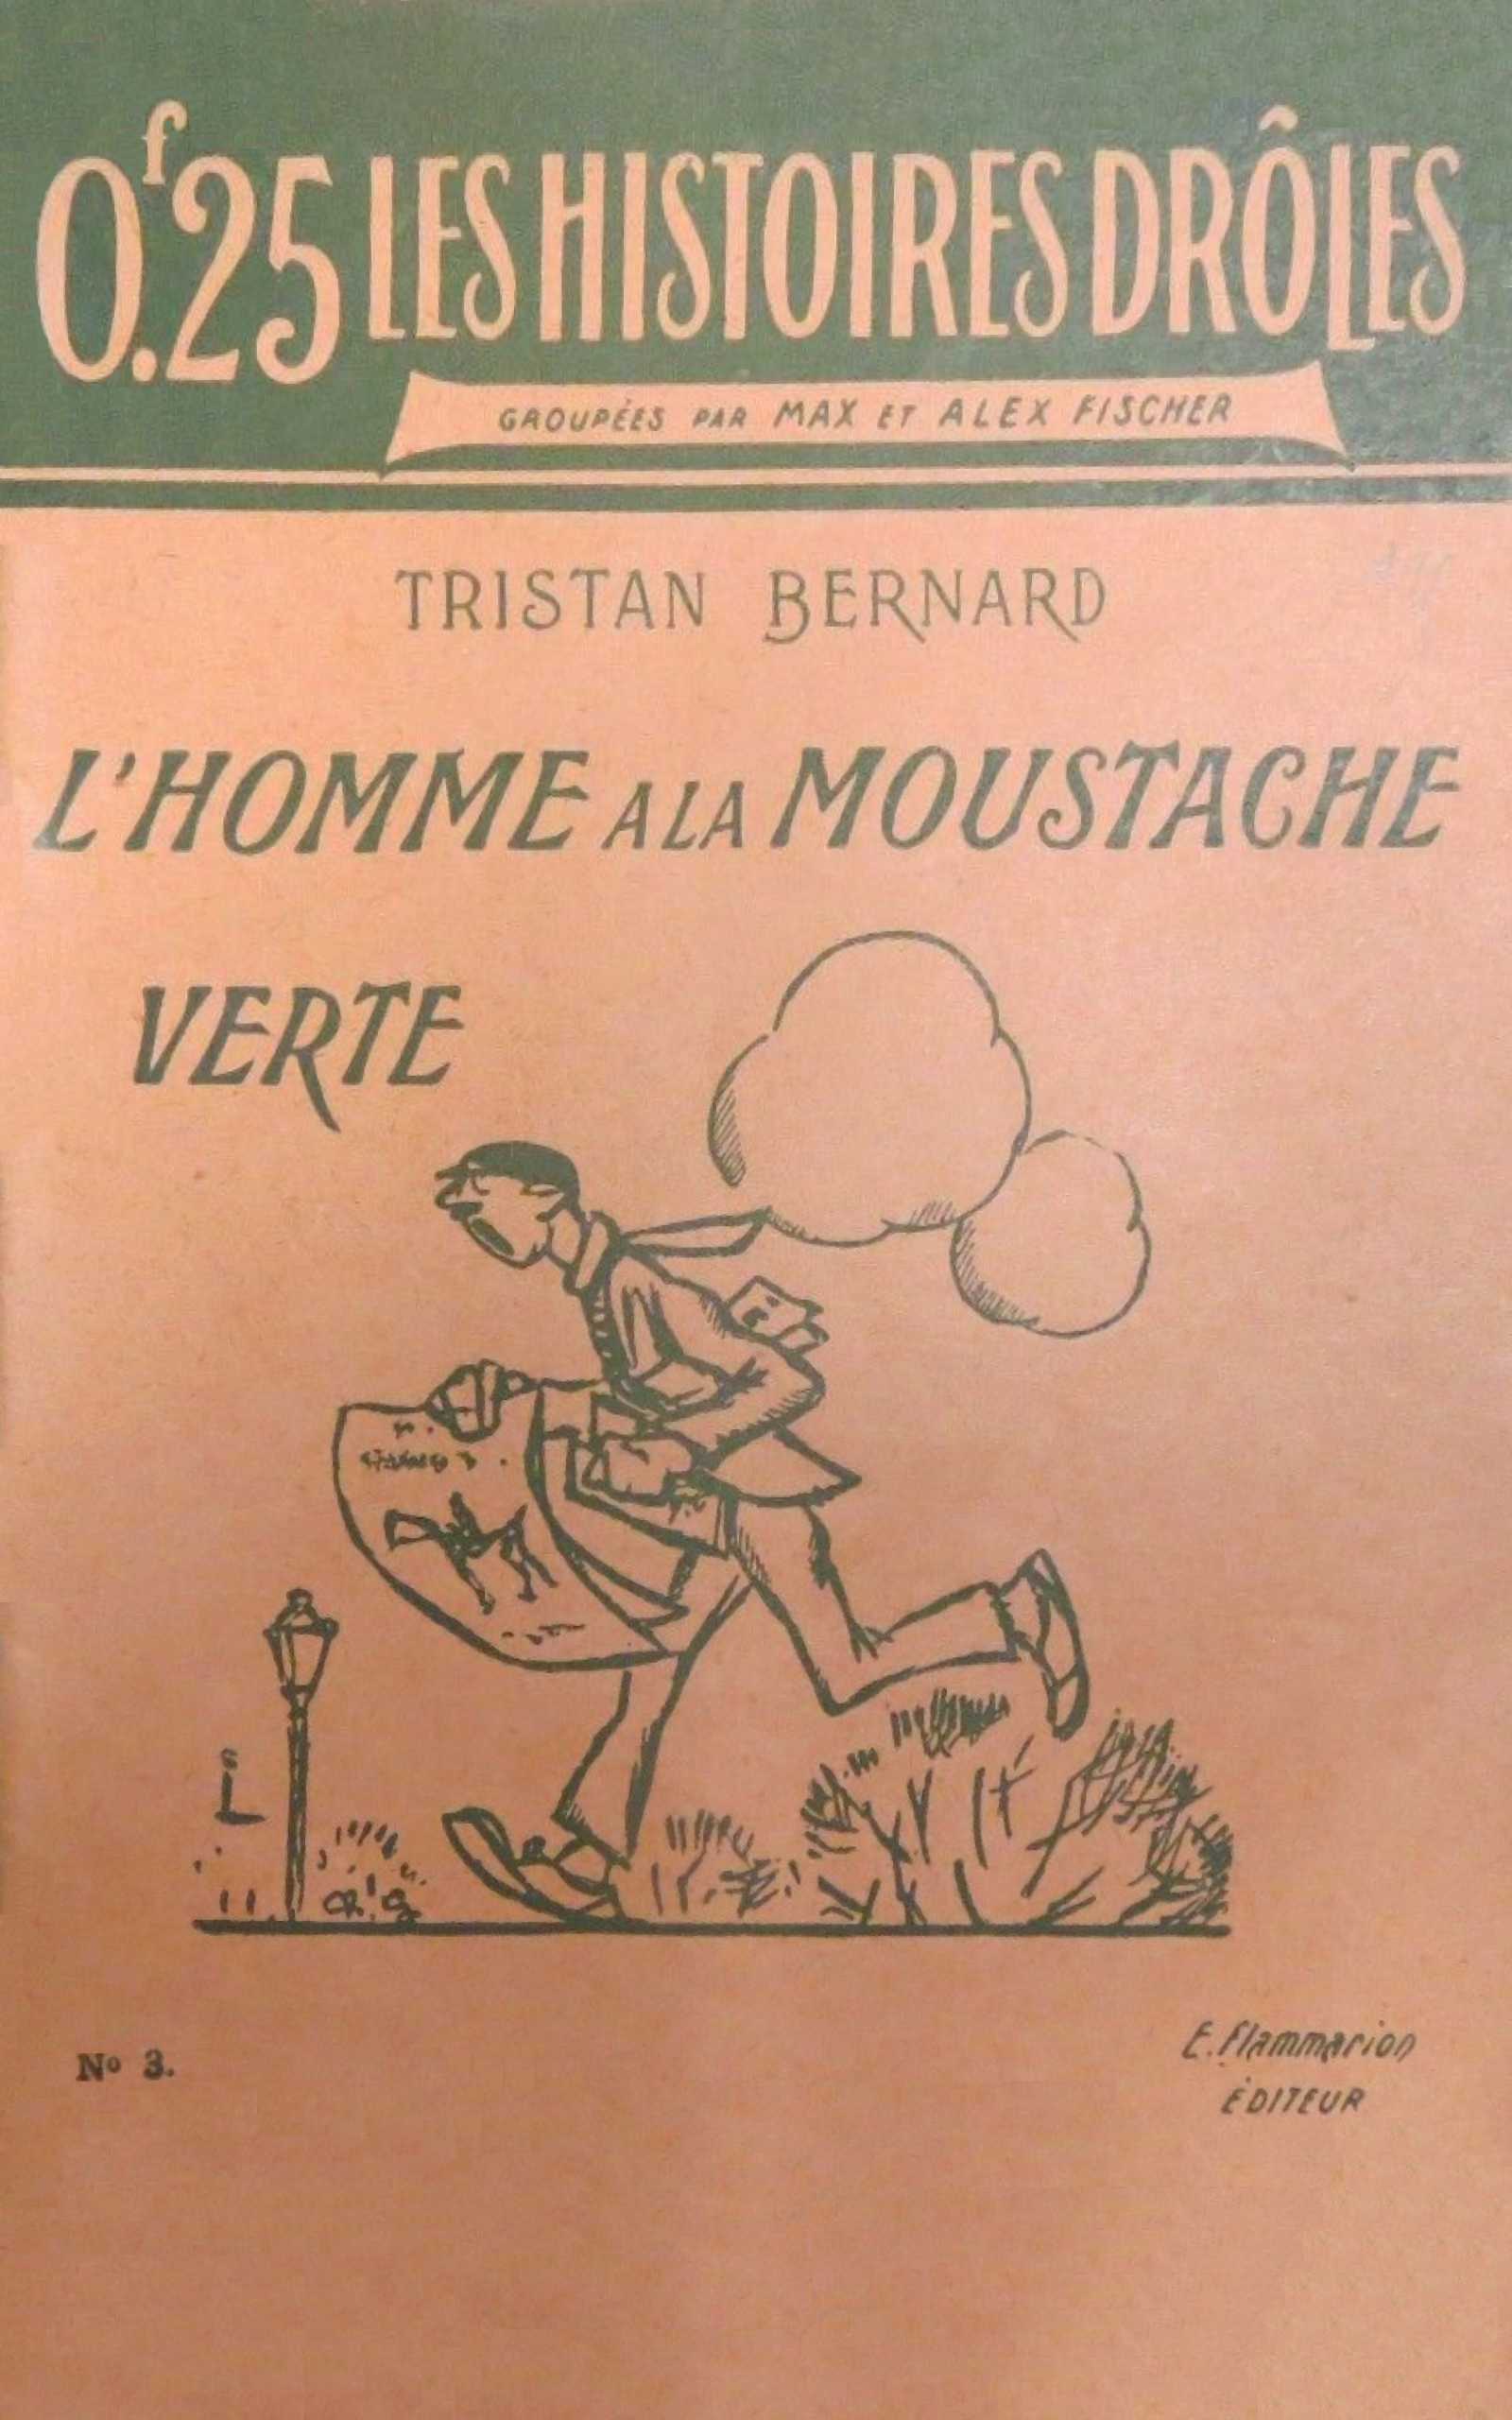 0.f25 LES HISTOIRES DRÔLES
GROUPÉES PAR MAX ET ALEX FISCHER
TRISTAN BERNARD
L'HOMME A LA MOUSTACHE
VERTE
Nº 3.
E. Flammarion
ÉDITEUR